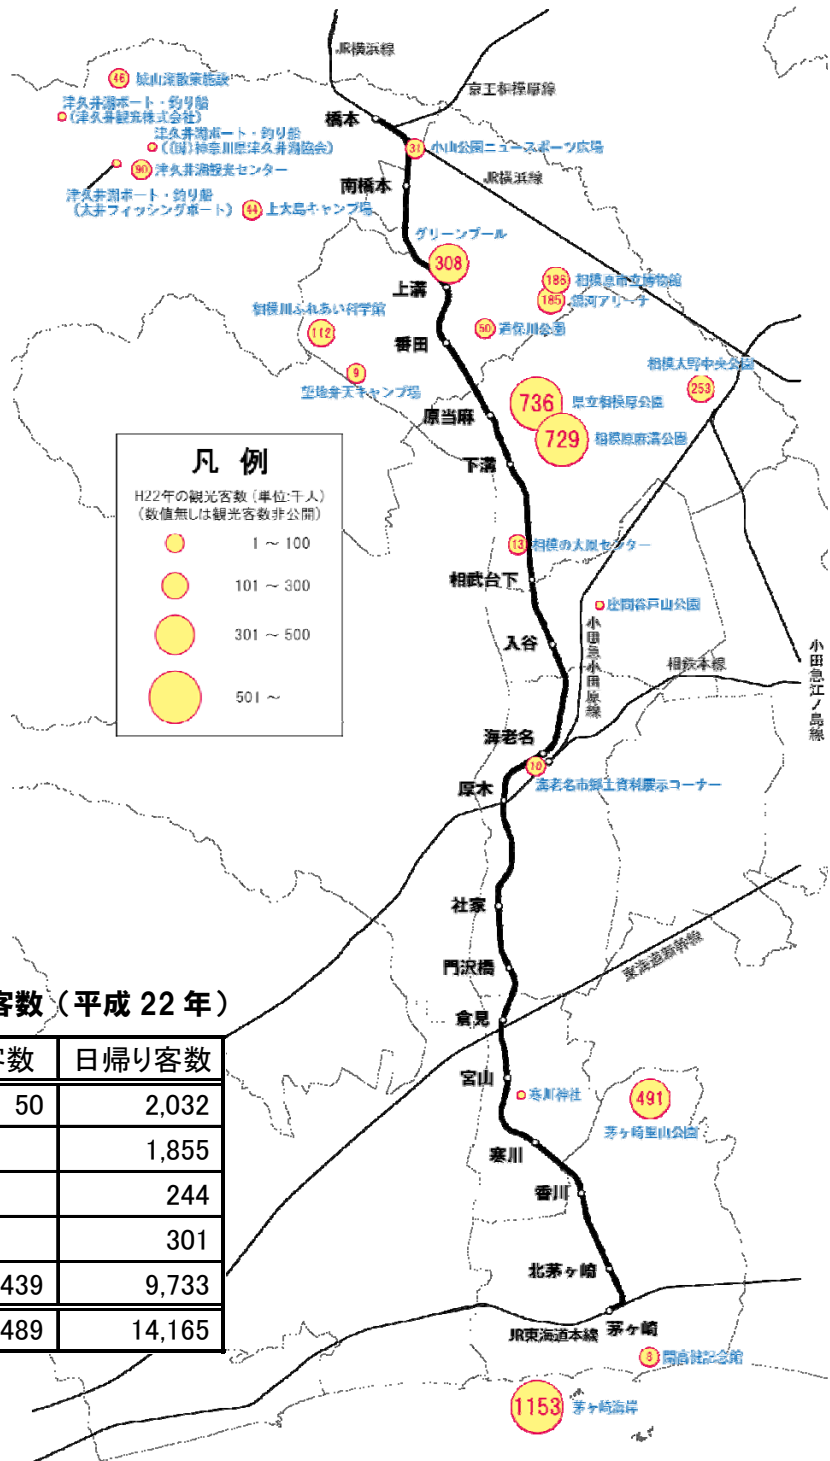 JR横浜線
京王相模原線
46 城山湖散策施設
津久井湖ボート・釣り船
(津久井観光株式会社)
橋本
津久井湖ボート・釣り船
((国)神奈川県津久井湖協会)
31 小山公園ニュースポーツ広場
90 津久井湖観光センター
JR横浜線
南橋本
津久井湖ボート・釣り船
(太井フィッシングボート)
44 上大島キャンプ場
グリーンプール
308
186 相模原市立博物館
上溝
185 銀河アリーナ
相模川ふれあい科学館
112
50 道保川公園
番田
相模大野中央公園
253
9
望地弁天キャンプ場
736 県立相模原公園
原当麻
729 相模原麻溝公園
凡 例
H22年の観光客数(単位:千人)
(数値無しは観光客数非公開)
1 ~ 100
101 ~ 300
301 ~ 500
501 ~
下溝
13 相模の大凧センター
相武台下
座間谷戸山公園
小田急小田原線
入谷
相鉄本線
小田急江ノ島線
海老名
10
海老名市郷土資料展示コーナー
厚木
社家
東海道新幹線
門沢橋
客数(平成 22 年)
倉見
客数 日帰り客数
宮山
50 2,032
寒川神社
491
茅ヶ崎里山公園
1,855
寒川
244
香川
301
439 9,733
北茅ヶ崎
489 14,165
JR東海道本線
茅ヶ崎
8 開高健記念館
1153 茅ヶ崎海岸